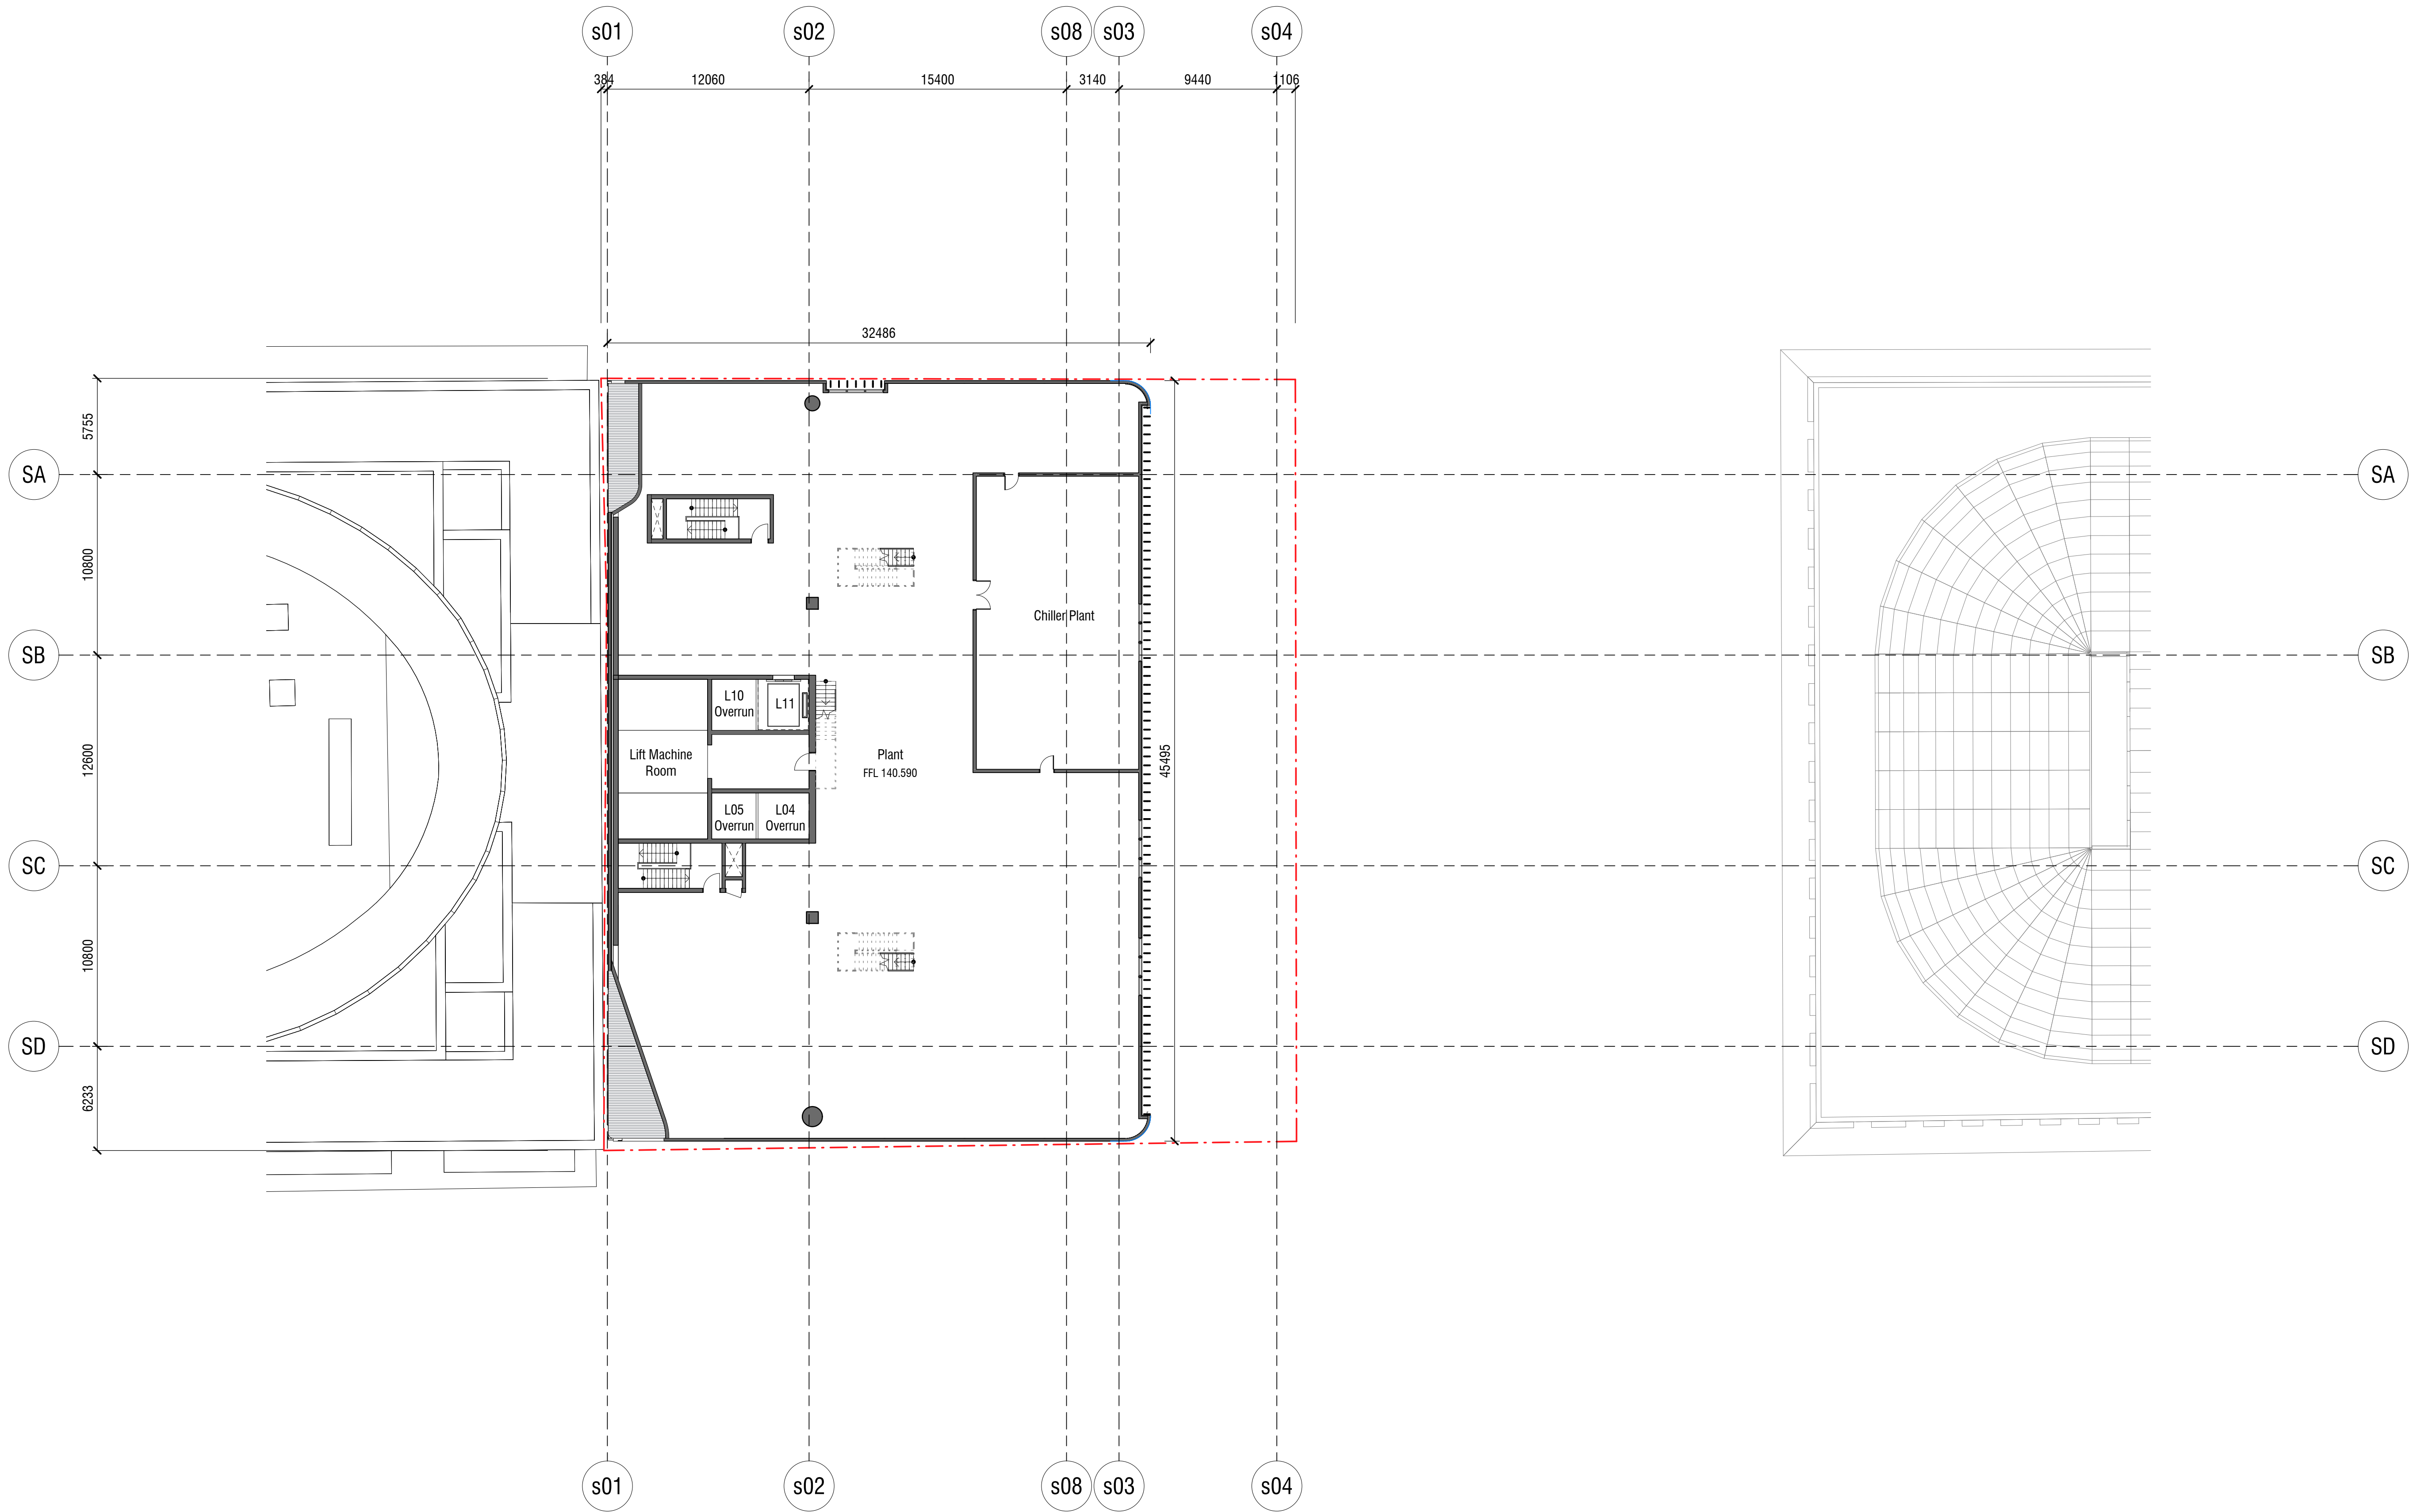 s01 s02 s08 s03 s04
384 12060 15400 3140 9440 1106
32486
5755
SA SA
10800
Chiller Plant
SB SB
L10
Overrun
L11
12600
Lift Machine
Room
Plant
FFL 140.590
45495
L05
Overrun
L04
Overrun
SC SC
10800
SD SD
6233
s01 s02 s08 s03 s04